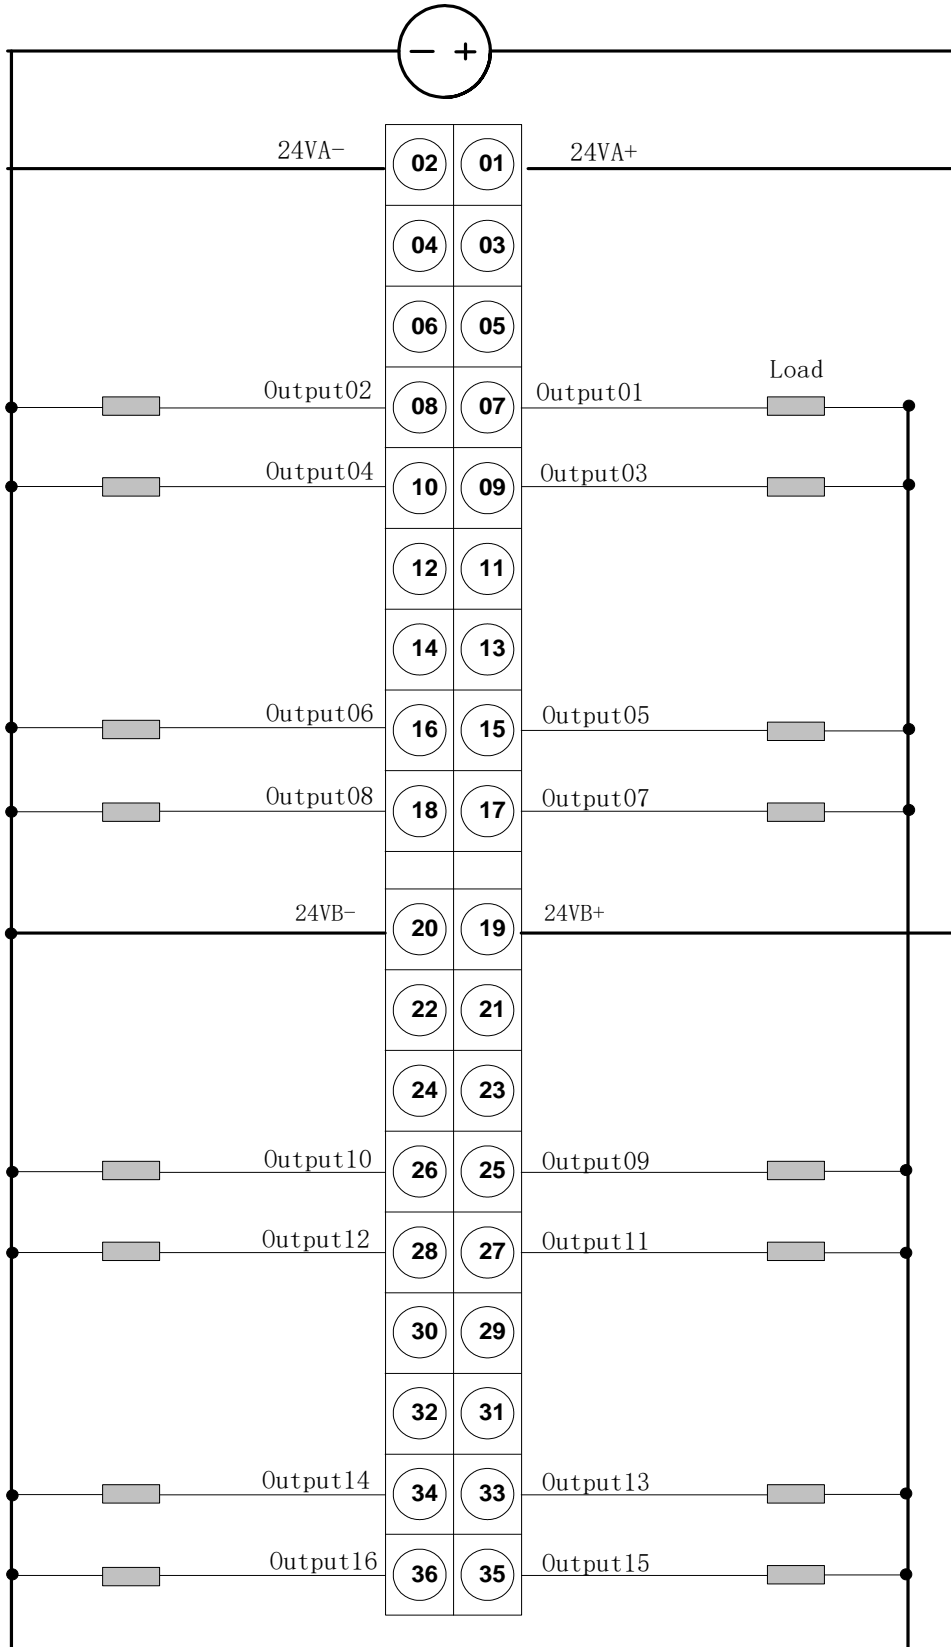 − +
24VA− 02 01 24VA+
04 03
06 05
Load
Output02 08 07 Output01
Output04 10 09 Output03
12 11
14 13
Output06 16 15 Output05
Output08 18 17 Output07
24VB− 20 19 24VB+
22 21
24 23
Output10 26 25 Output09
Output12 28 27 Output11
30 29
32 31
Output14 34 33 Output13
Output16 36 35 Output15